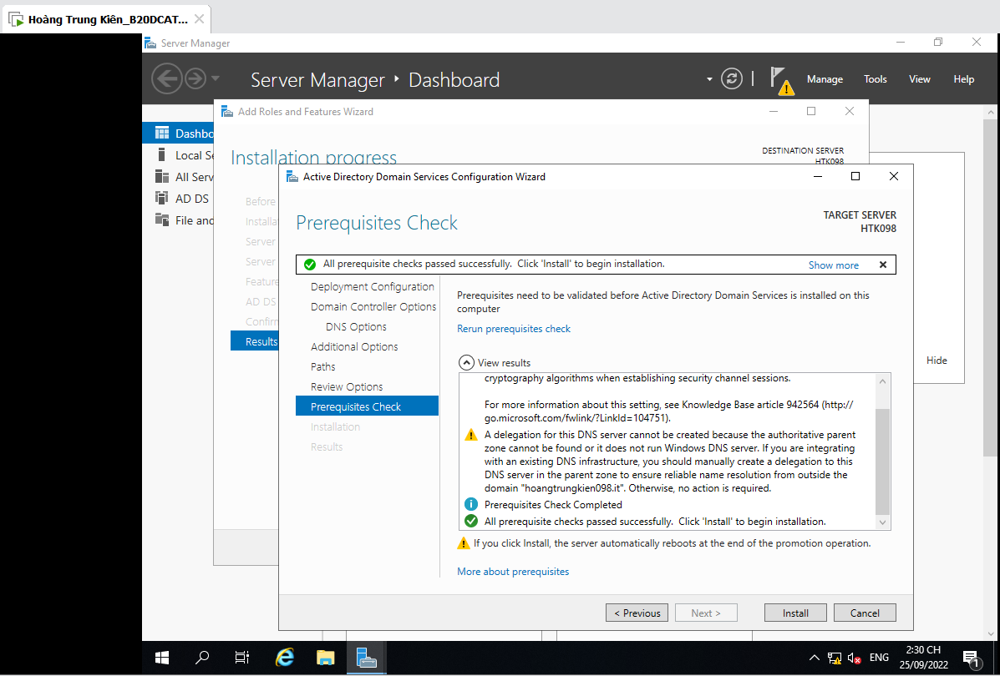 Hoàng Trung Kiên_B20DCAT...
Server Manager
Server Manager Dashboard
Manage Tools View Help
Add Roles and Features Wizard
Dashbo
Local Se
All Serv
AD DS
File and
Installation progress
DESTINATION SERVER
HTK098
Before
Installa
Server
Server
Feature
AD DS
Confirm
Results
Hide
Active Directory Domain Services Configuration Wizard
Prerequisites Check
TARGET SERVER
HTK098
All prerequisite checks passed successfully. Click 'Install' to begin installation.
Show more
Deployment Configuration
Domain Controller Options
DNS Options
Additional Options
Paths
Review Options
Prerequisites Check
Installation
Results
Prerequisites need to be validated before Active Directory Domain Services is installed on this
computer
Rerun prerequisites check
View results
cryptography algorithms when establishing security channel sessions.
For more information about this setting, see Knowledge Base article 942564 (http://
go.microsoft.com/fwlink/?LinkId=104751).
A delegation for this DNS server cannot be created because the authoritative parent
zone cannot be found or it does not run Windows DNS server. If you are integrating
with an existing DNS infrastructure, you should manually create a delegation to this
DNS server in the parent zone to ensure reliable name resolution from outside the
domain "hoangtrungkien098.it". Otherwise, no action is required.
Prerequisites Check Completed
All prerequisite checks passed successfully. Click 'Install' to begin installation.
If you click Install, the server automatically reboots at the end of the promotion operation.
More about prerequisites
< Previous Next > Install Cancel
ENG
2:30 CH
25/09/2022
1